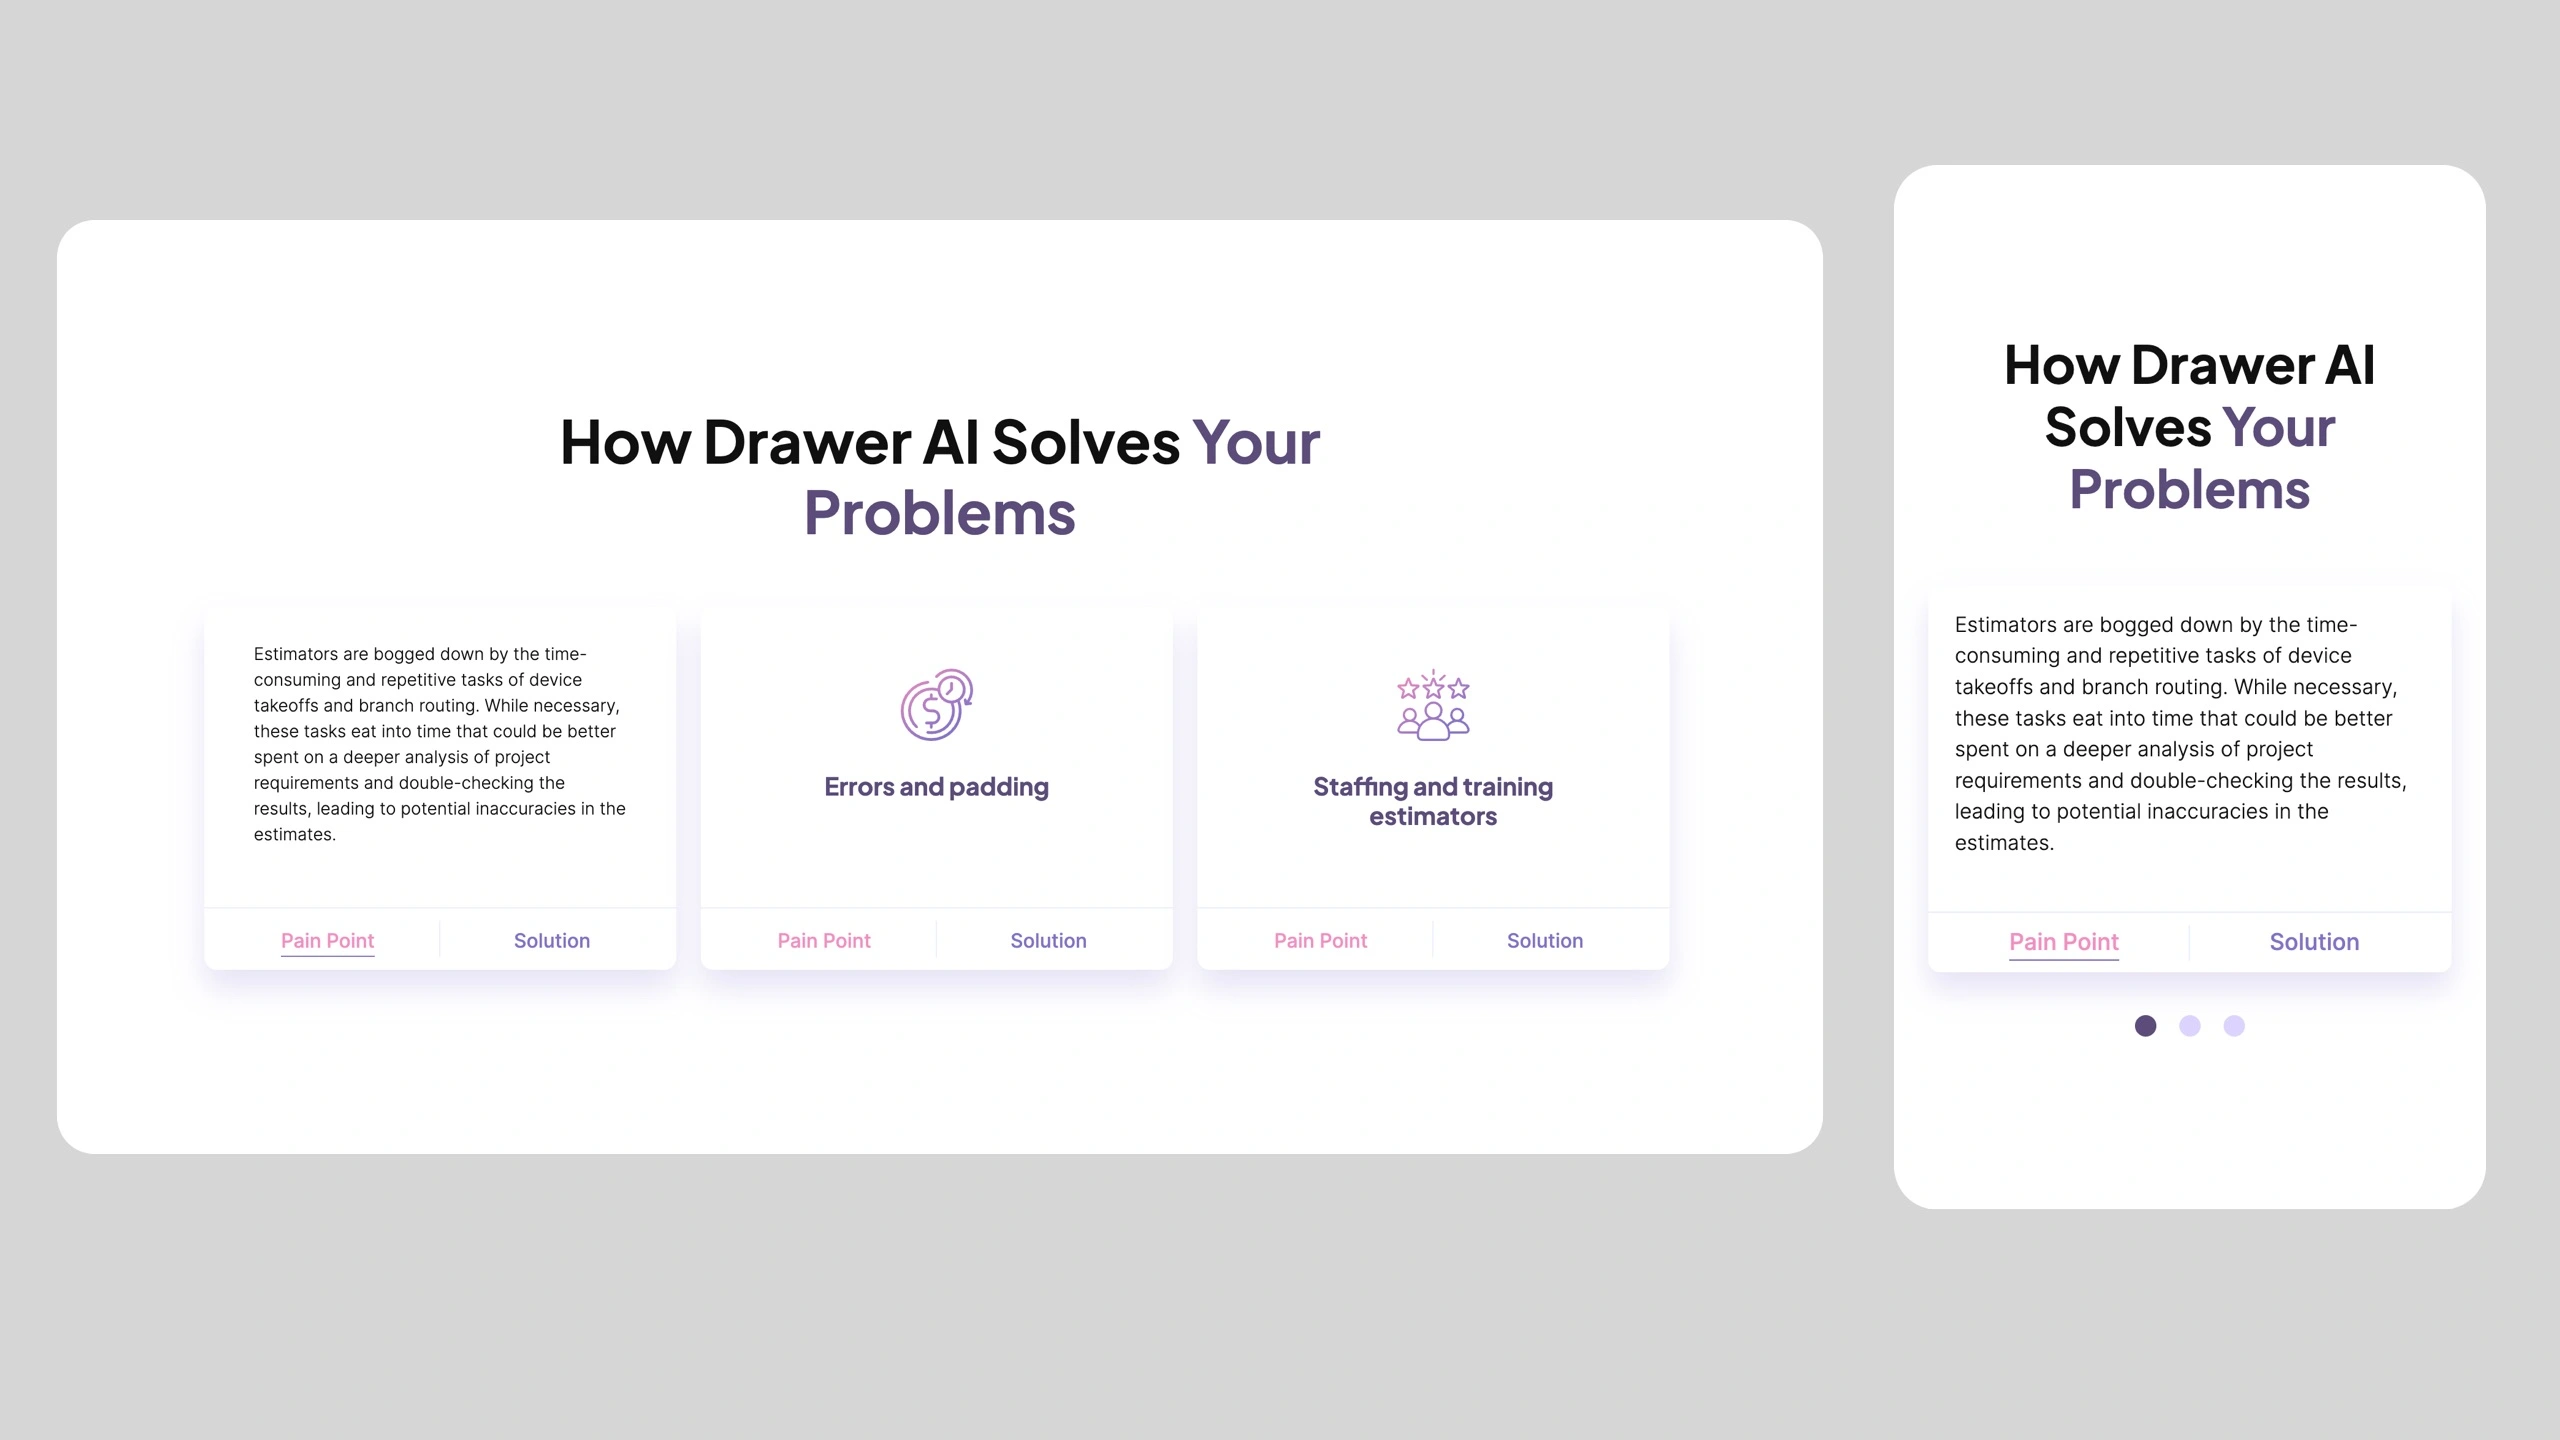 How Drawer AI Solves Your
Problems
Estimators are bogged down by the time-
consuming and repetitive tasks of device
takeoffs and branch routing. While necessary,
these tasks eat into time that could be better
spent on a deeper analysis of project
requirements and double-checking the
results, leading to potential inaccuracies in the
estimates.
Pain Point
Solution
Errors and padding
Pain Point
Solution
Staffing and training
estimators
Pain Point
Solution
How Drawer AI
Solves Your
Problems
Estimators are bogged down by the time-
consuming and repetitive tasks of device
takeoffs and branch routing. While necessary,
these tasks eat into time that could be better
spent on a deeper analysis of project
requirements and double-checking the results,
leading to potential inaccuracies in the
estimates.
Pain Point
Solution